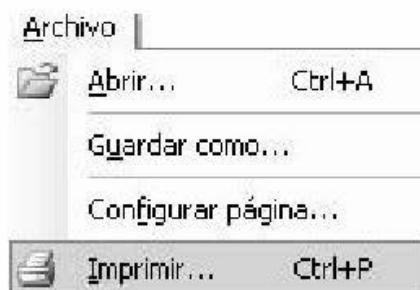 Archivo
Abrir... Ctrl+A
Guardar como...
Configurar página...
Imprimir... Ctrl+P